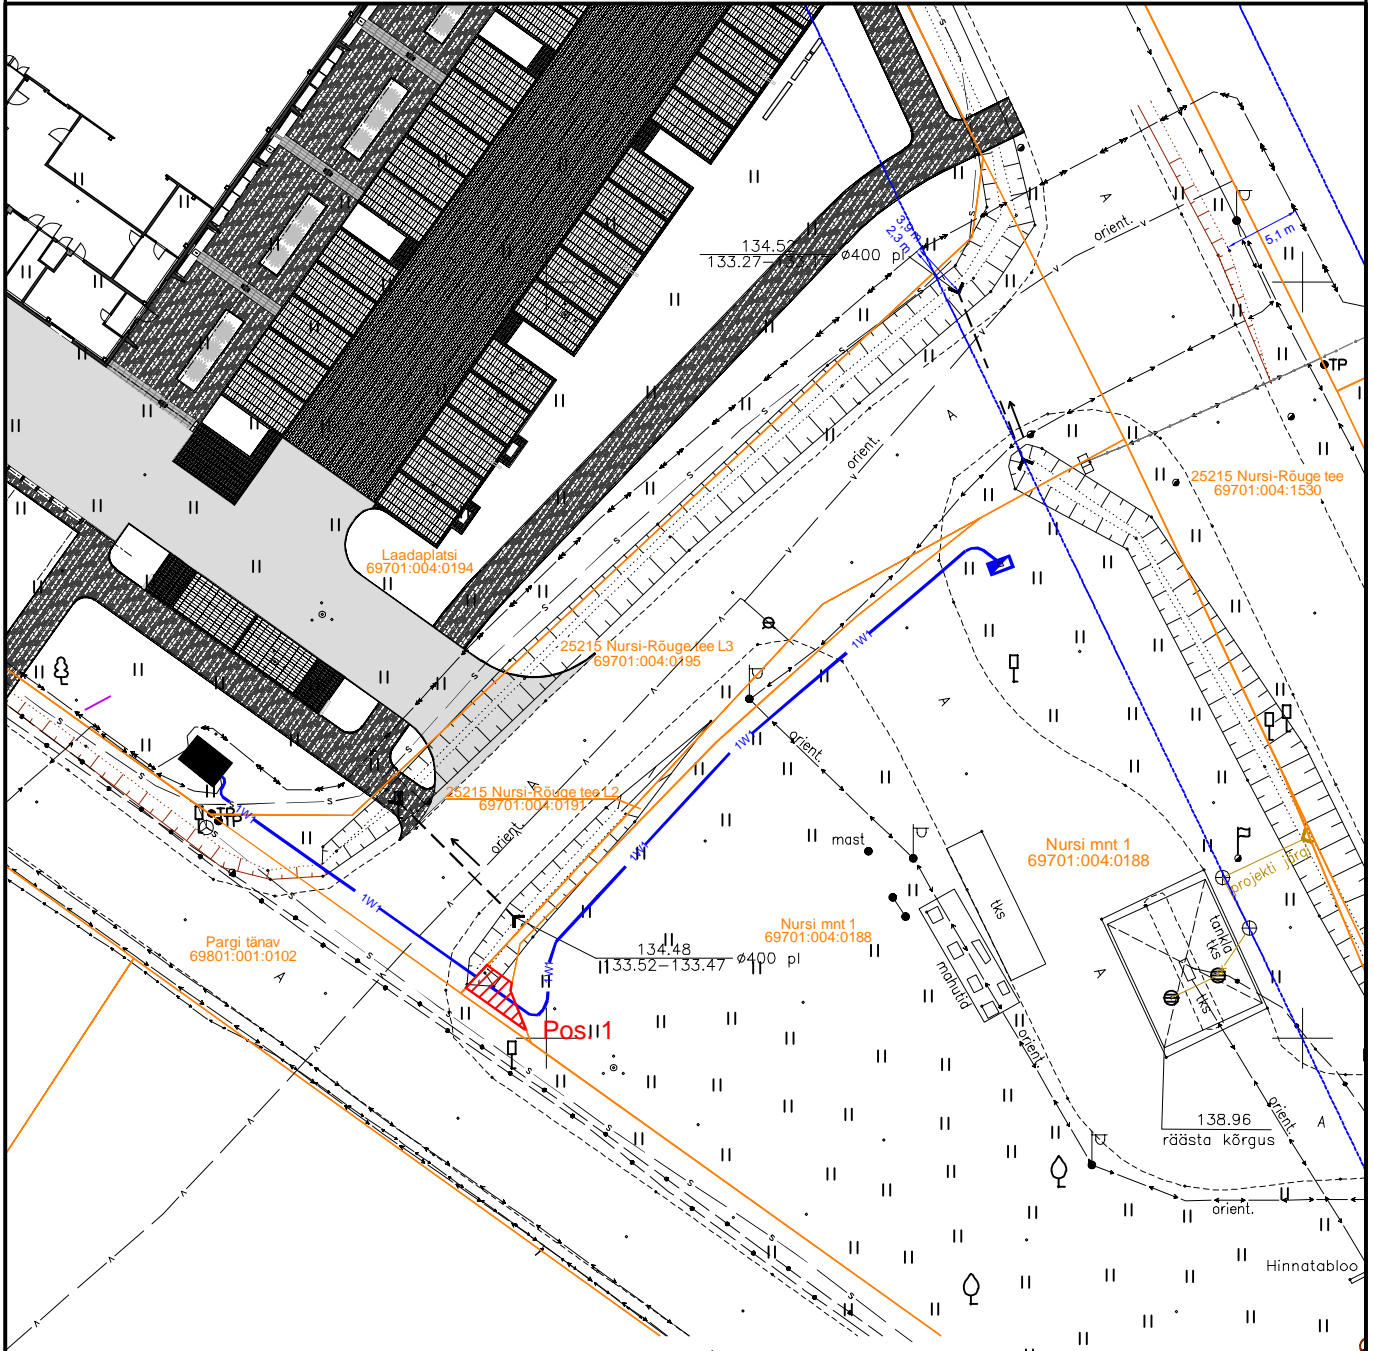 3,9 m
2,3 m
134.52
133.27-
ø400 pl
orient.
5,1 m
TP
orient.
25215 Nursi-Rõuge tee
69701:004:1530
Laadaplatsi
69701:004:0194
25215 Nursi-Rõuge tee L3
69701:004:0195
1W1
1W1
orient.
25215 Nursi-Rõuge tee L2
69701:004:0191
1W1
TP
TP
orient.
1W1
mast
Nursi mnt 1
69701:004:0188
projekti järgi
1W1
tks
Nursi mnt 1
69701:004:0188
tankla
tks
Pargi tänav
69801:001:0102
134.48
133.52-133.47
ø400 pl
1W1
mahutid
tks
Pos. 1
orient.
138.96
räästa kõrgus
orient.
orient.
Hinnatabloo